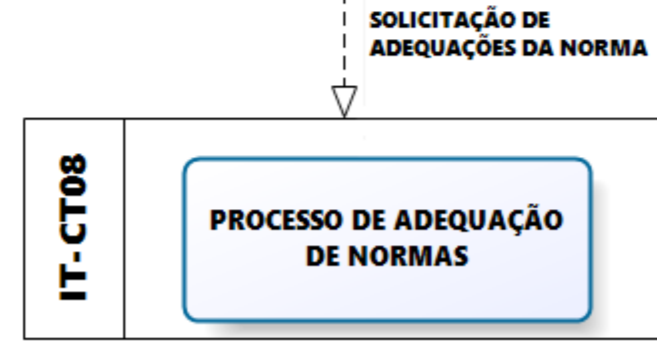 SOLICITAÇÃO DE
ADEQUAÇÕES DA NORMA
IT-CT08
PROCESSO DE ADEQUAÇÃO
DE NORMAS